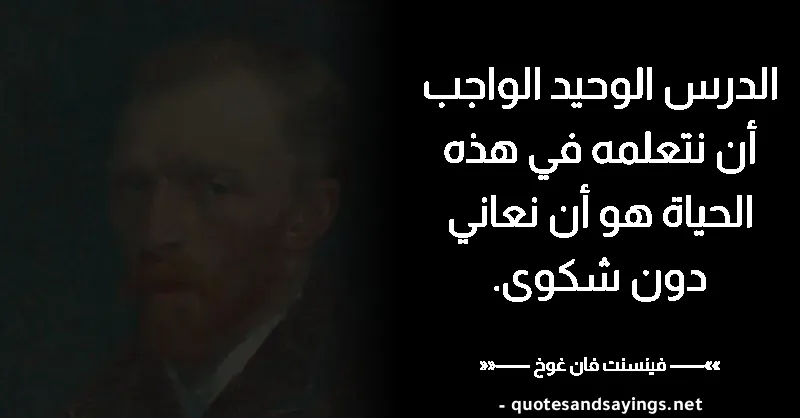 الدرس الوحيد الواجب
أن نتعلمه في هذه
الحياة هو أن نعاني
دون شكوى.
»»—— فينسنت فان غوخ ——««
- quotesandsayings.net